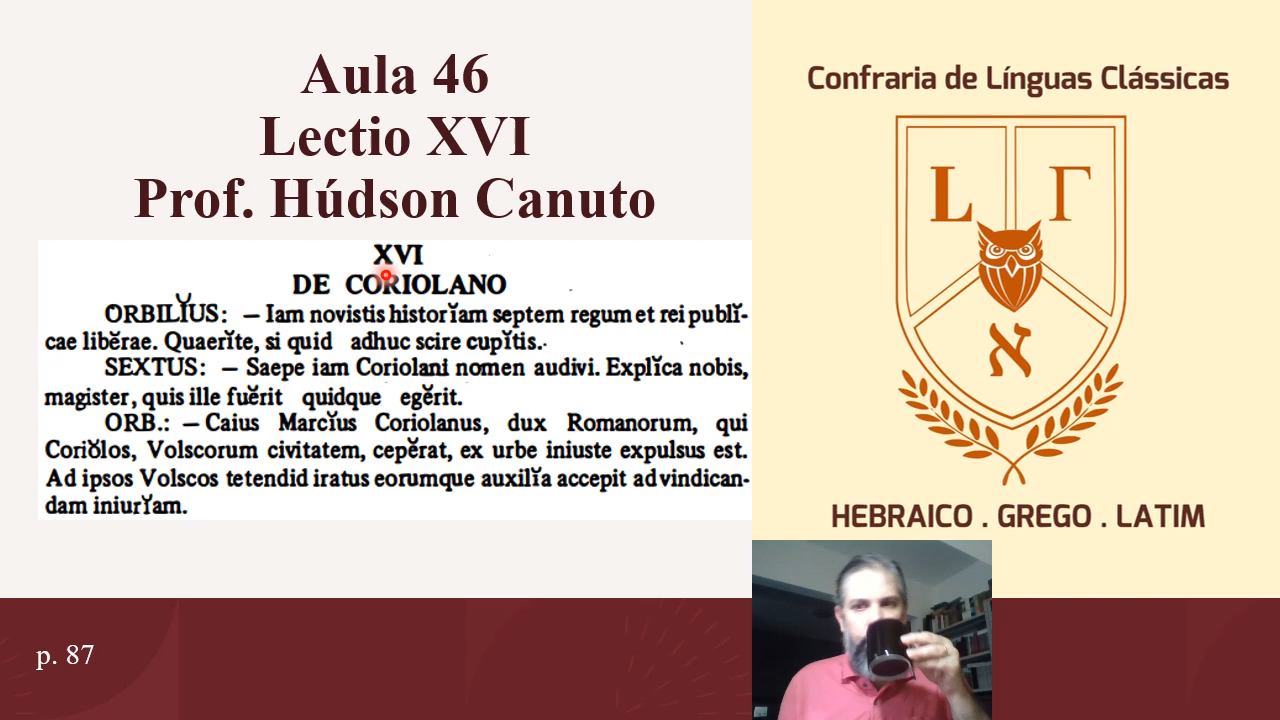 Aula 46
Lectio XVI
Prof. Húdson Canuto
XVI
DE CORIOLANO
ORBILĬUS: — Iam novistis historĭam septem regum et rei publĭ-
cae libĕrae. Quaerĭte, si quid adhuc scire cupĭtis.
SEXTUS: — Saepe iam Coriolani nomen audivi. Explĭca nobis,
magister, quis ille fuĕrit quidque egĕrit.
ORB.: — Caius Marcĭus Coriolanus, dux Romanorum, qui
Coriŏlos, Volscorum civitatem, cepĕrat, ex urbe iniuste expulsus est.
Ad ipsos Volscos tetendid iratus eorumque auxilĭa accepit ad vindican-
dam iniurĭam.
p. 87
Confraria de Línguas Clássicas
L Γ
א
HEBRAICO . GREGO . LATIM